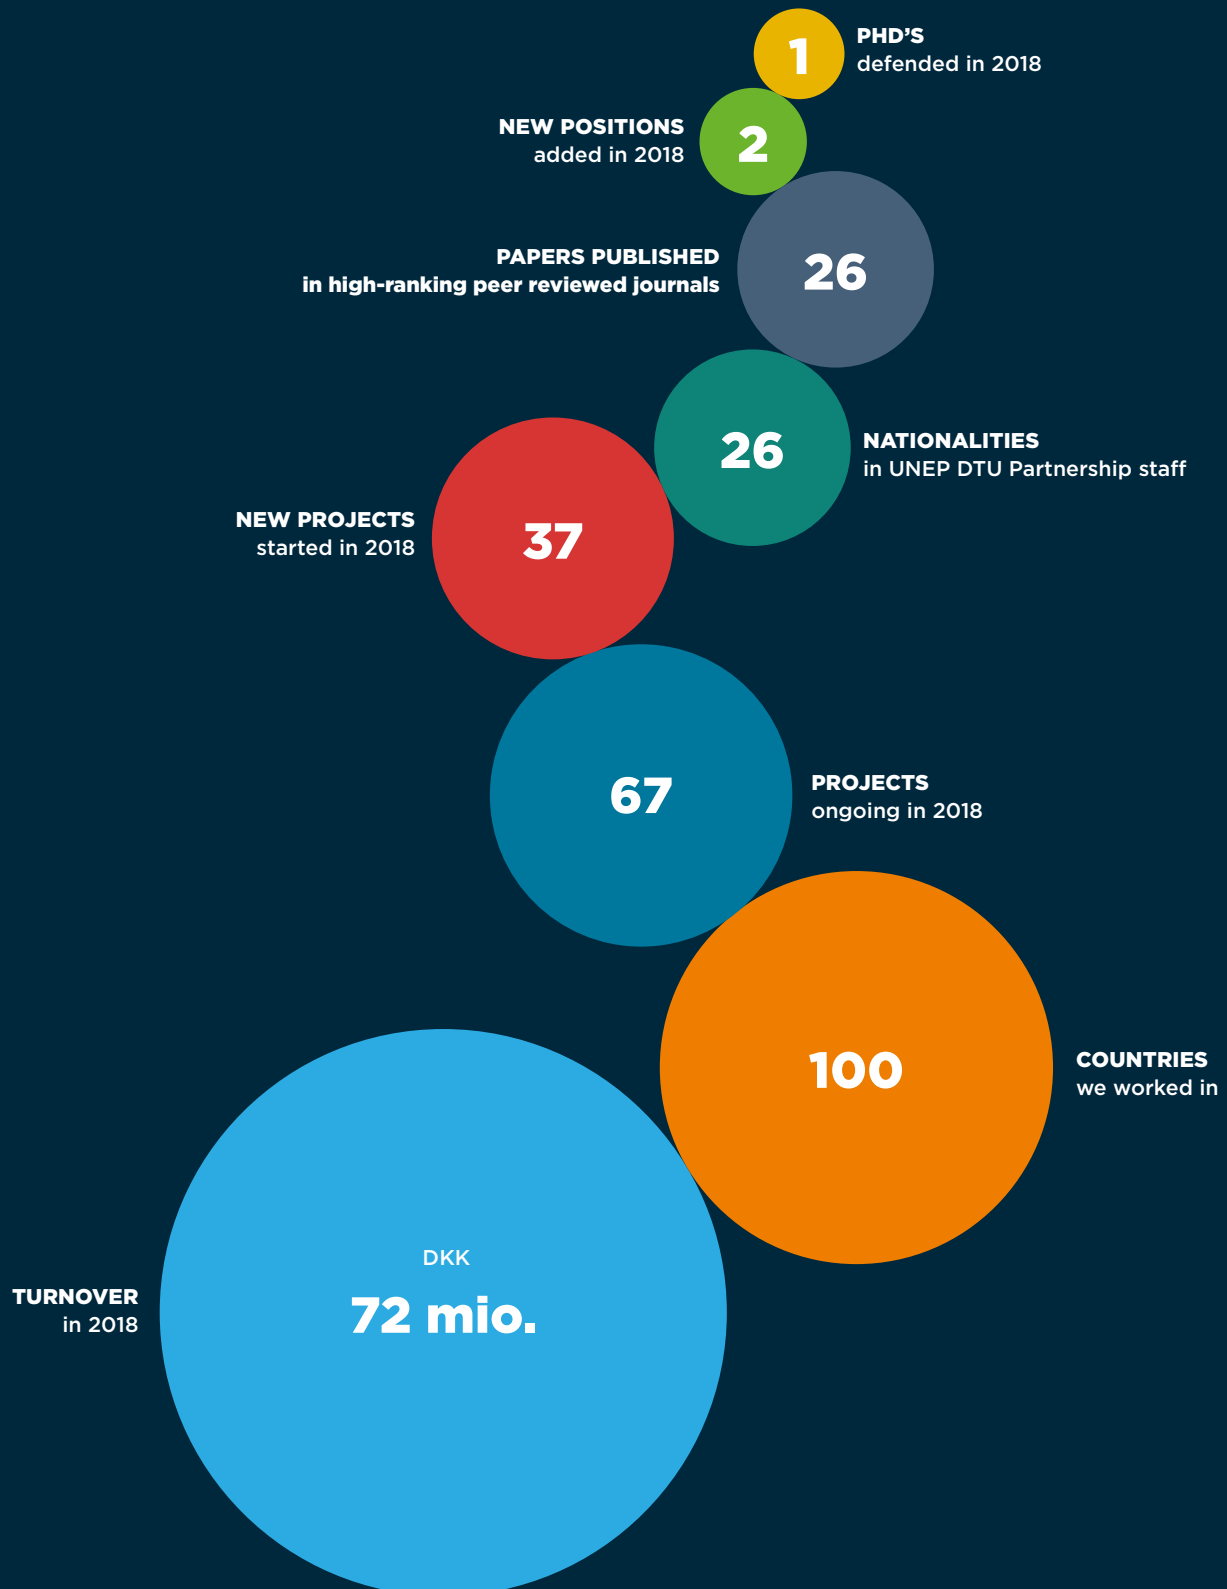 1
PHD’S
defended in 2018
NEW POSITIONS
added in 2018
2
PAPERS PUBLISHED
in high-ranking peer reviewed journals
26
26
NATIONALITIES
in UNEP DTU Partnership staff
NEW PROJECTS
started in 2018
37
67
PROJECTS
ongoing in 2018
100
COUNTRIES
we worked in
TURNOVER
in 2018
DKK
72 mio.